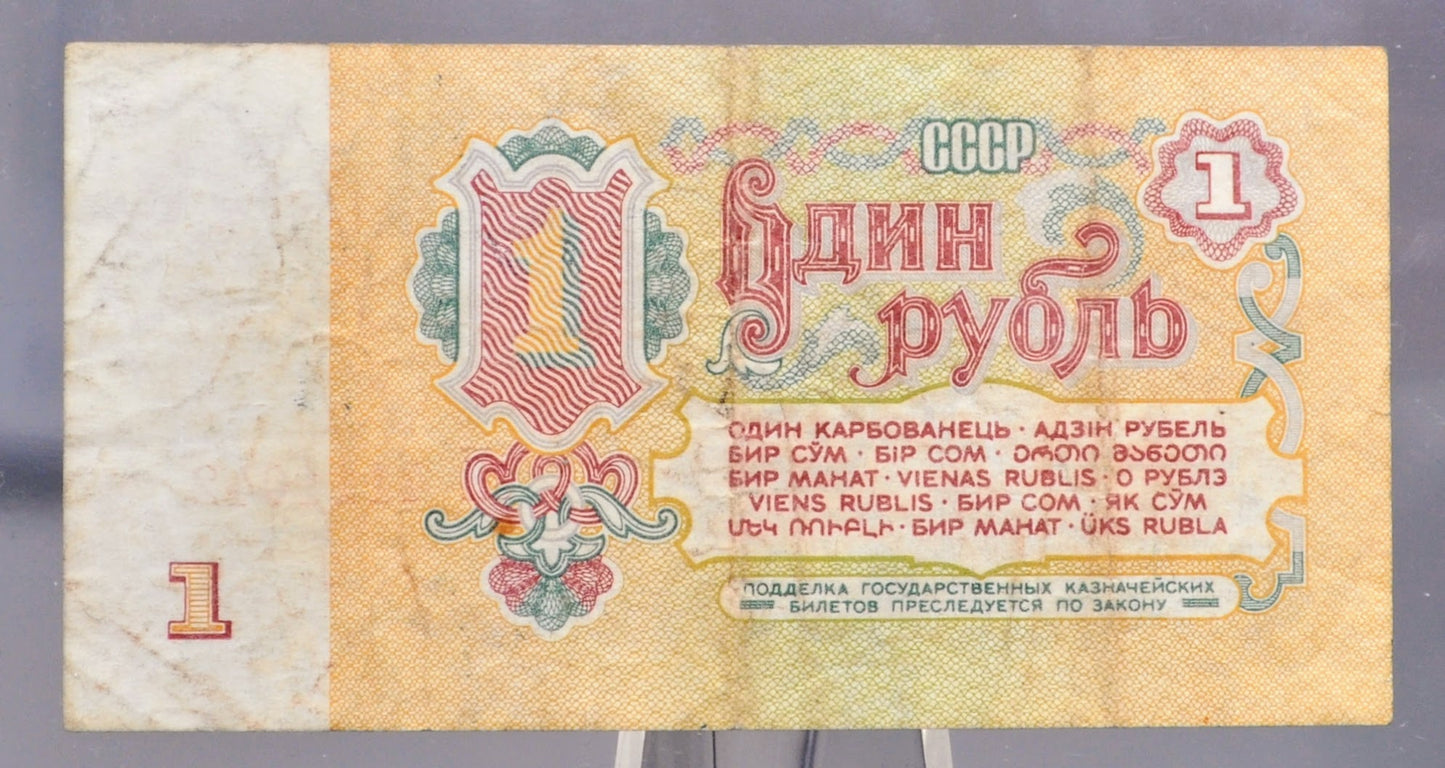 СССР
1
1
Один
рубль
ОДИН КАРБОВАНЕЦЬ · АДЗІН РУБЕЛЬ
БИР СЎМ · БІР СОМ · ᲔᲠᲗᲘ ᲛᲐᲜᲔᲗᲘ
БИР МАНАТ · VIENAS RUBLIS · О РУБЛЭ
VIENS RUBLIS · БИР СОМ · ЯК СӮМ
ՄԵԿ ՌՈՒԲԼԻ · БИР МАНАТ · ÜKS RUBLA
ПОДДЕЛКА ГОСУДАРСТВЕННЫХ КАЗНАЧЕЙСКИХ
БИЛЕТОВ ПРЕСЛЕДУЕТСЯ ПО ЗАКОНУ
1